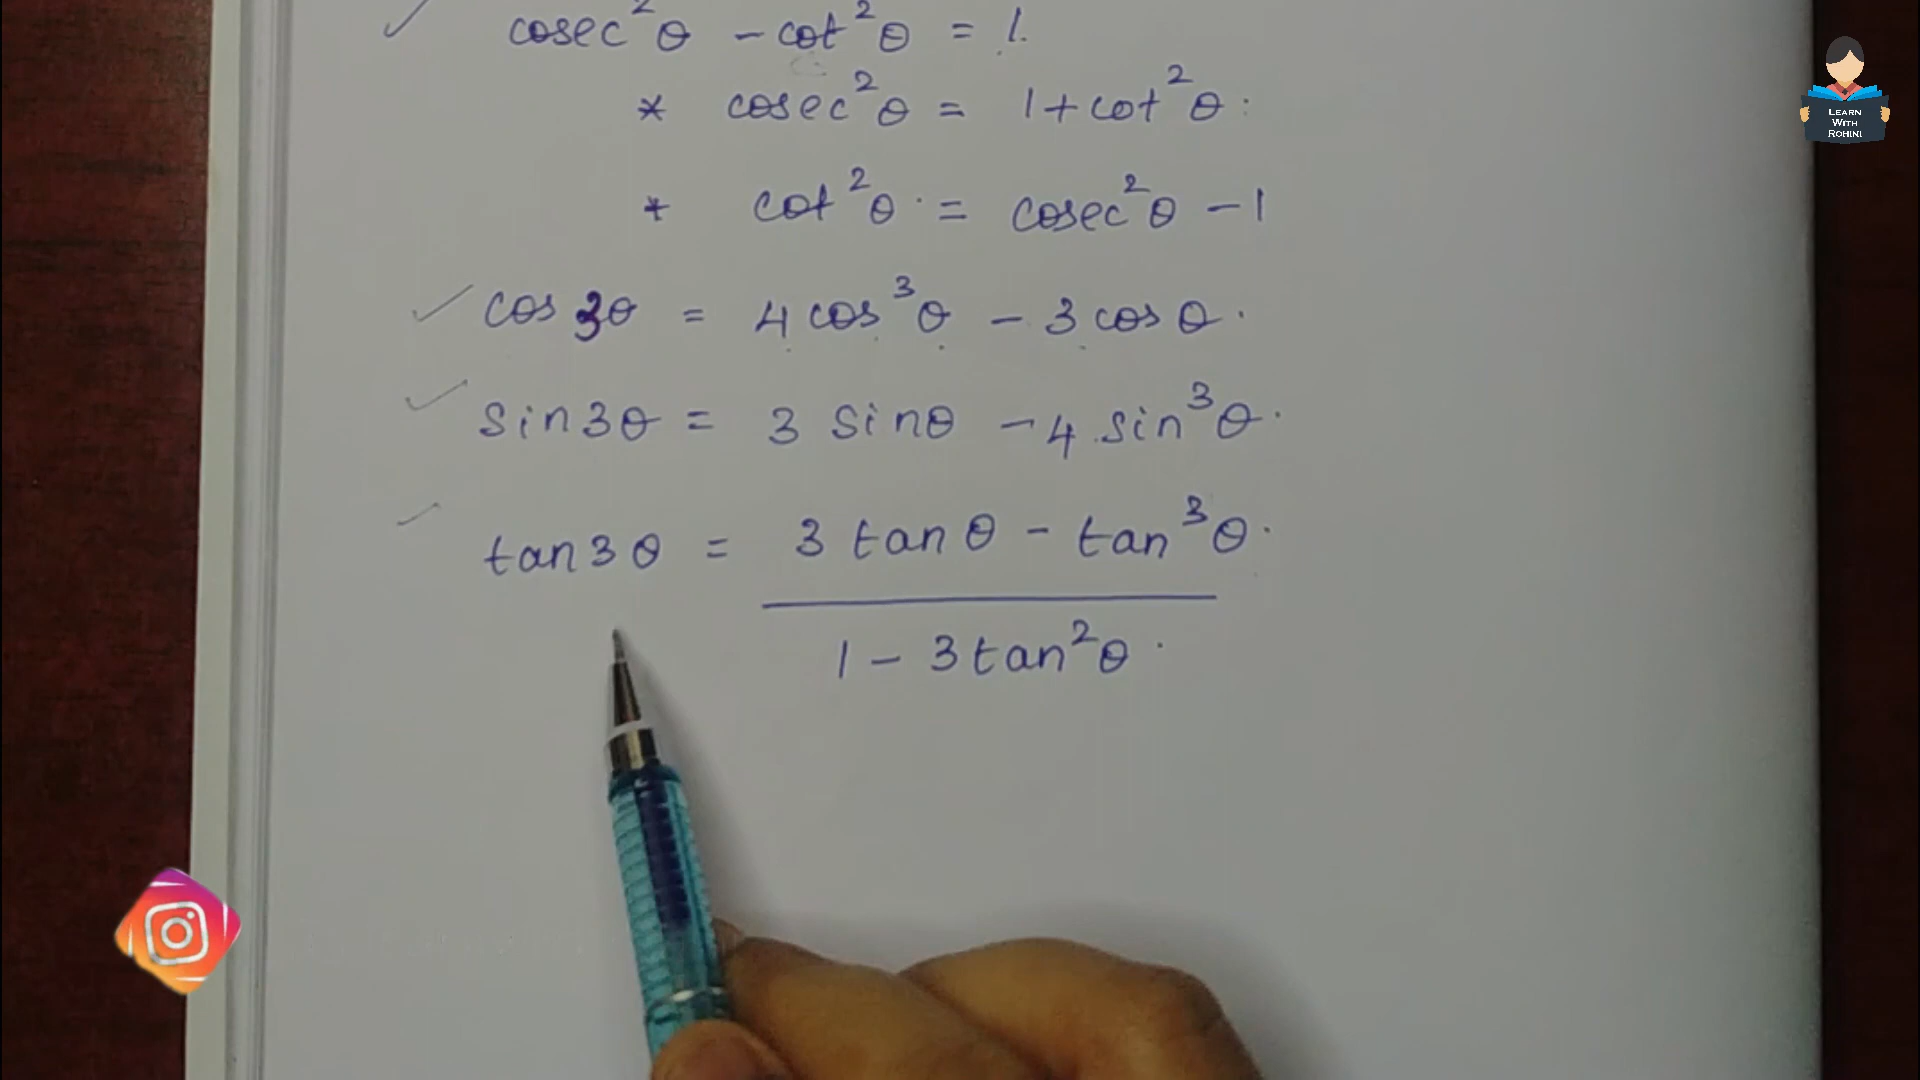 cosec²θ - cot²θ = 1.
* cosec²θ = 1 + cot²θ
* cot²θ = cosec²θ - 1
cos 3θ = 4 cos³θ - 3 cos θ.
sin3θ = 3 sinθ - 4 sin³θ.
tan3θ = 3 tan θ - tan³θ.
1 - 3tan²θ
LEARN
WITH
ROHINI